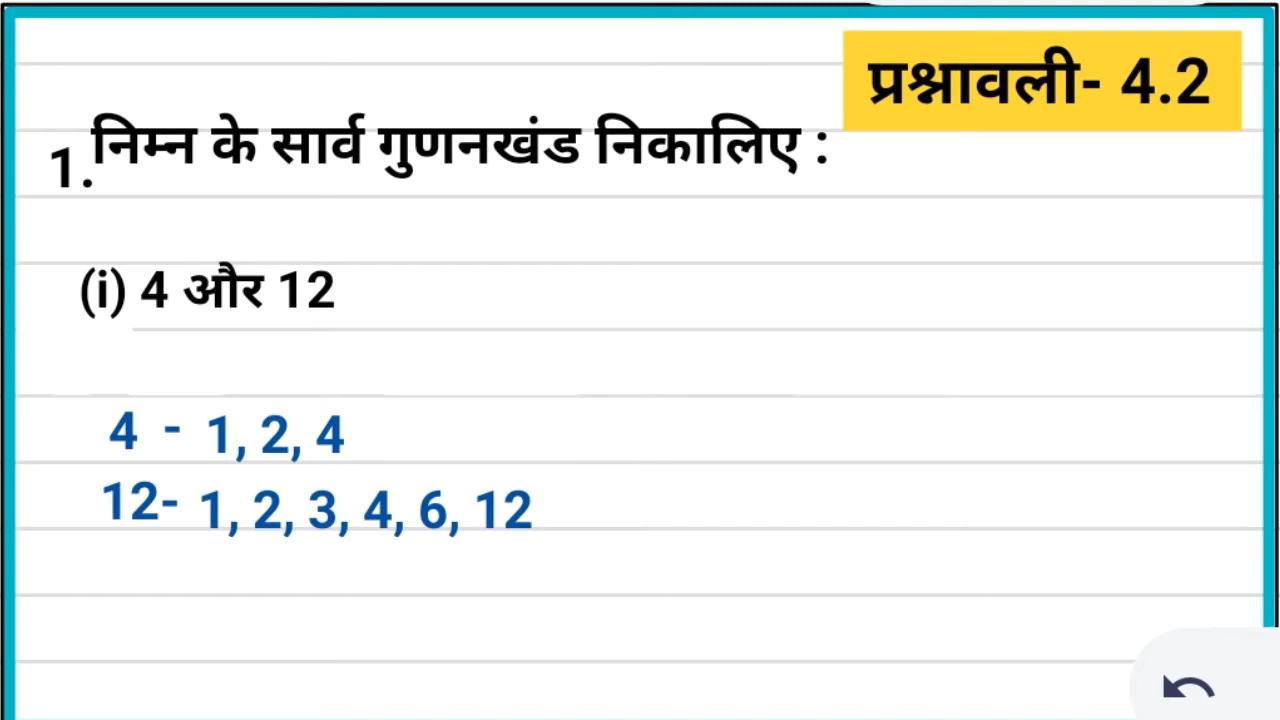 प्रश्नावली- 4.2
1. निम्न के सार्व गुणनखंड निकालिए :
(i) 4 और 12
4 - 1, 2, 4
12- 1, 2, 3, 4, 6, 12